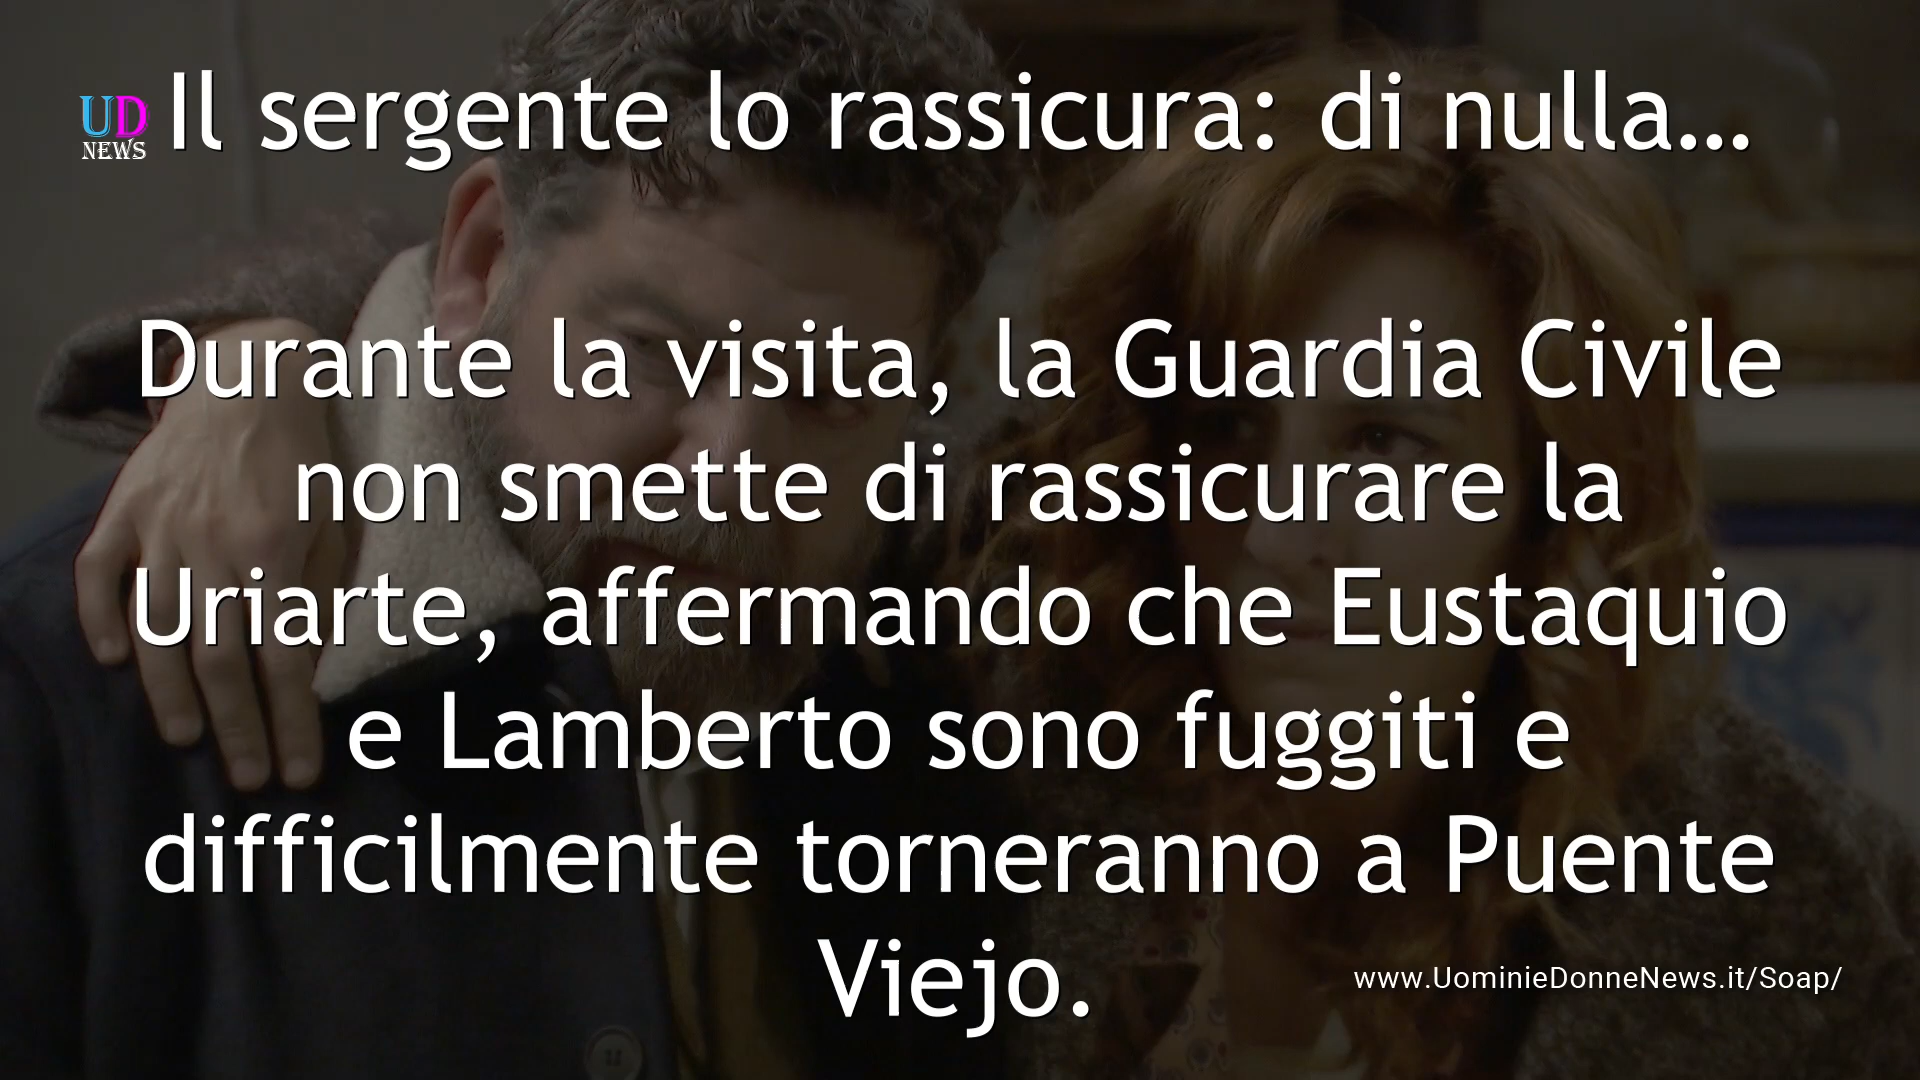 UD
NEWS
Il sergente lo rassicura: di nulla...
Durante la visita, la Guardia Civile
non smette di rassicurare la
Uriarte, affermando che Eustaquio
e Lamberto sono fuggiti e
difficilmente torneranno a Puente
Viejo.
www.UominieDonneNews.it/Soap/